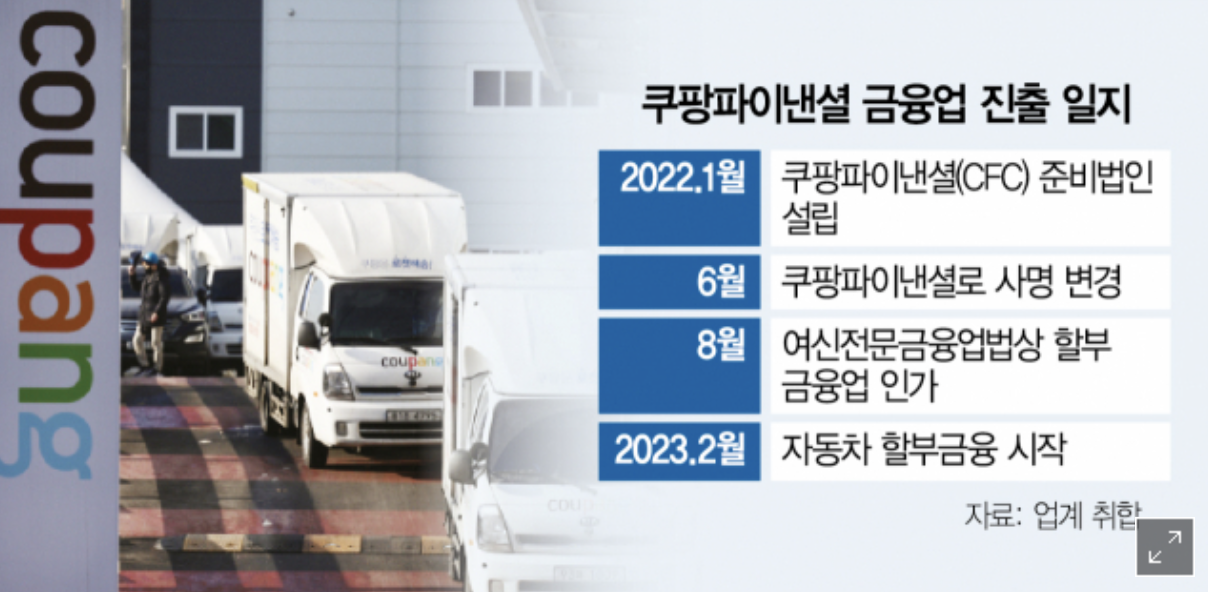 coupang
쿠팡파이낸셜 금융업 진출 일지
2022.1월
쿠팡파이낸셜(CFC) 준비법인
설립
6월
쿠팡파이낸셜로 사명 변경
8월
여신전문금융업법상 할부
금융업 인가
2023.2월
자동차 할부금융 시작
자료: 업계 취합
coupang
coupang